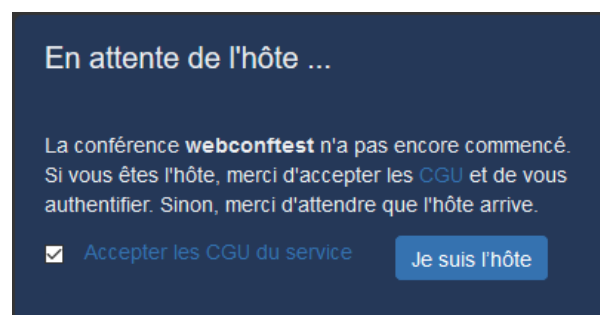 En attente de l'hôte ...
La conférence webconftest n'a pas encore commencé.
Si vous êtes l'hôte, merci d'accepter les CGU et de vous
authentifier. Sinon, merci d'attendre que l'hôte arrive.
Accepter les CGU du service
Je suis l'hôte